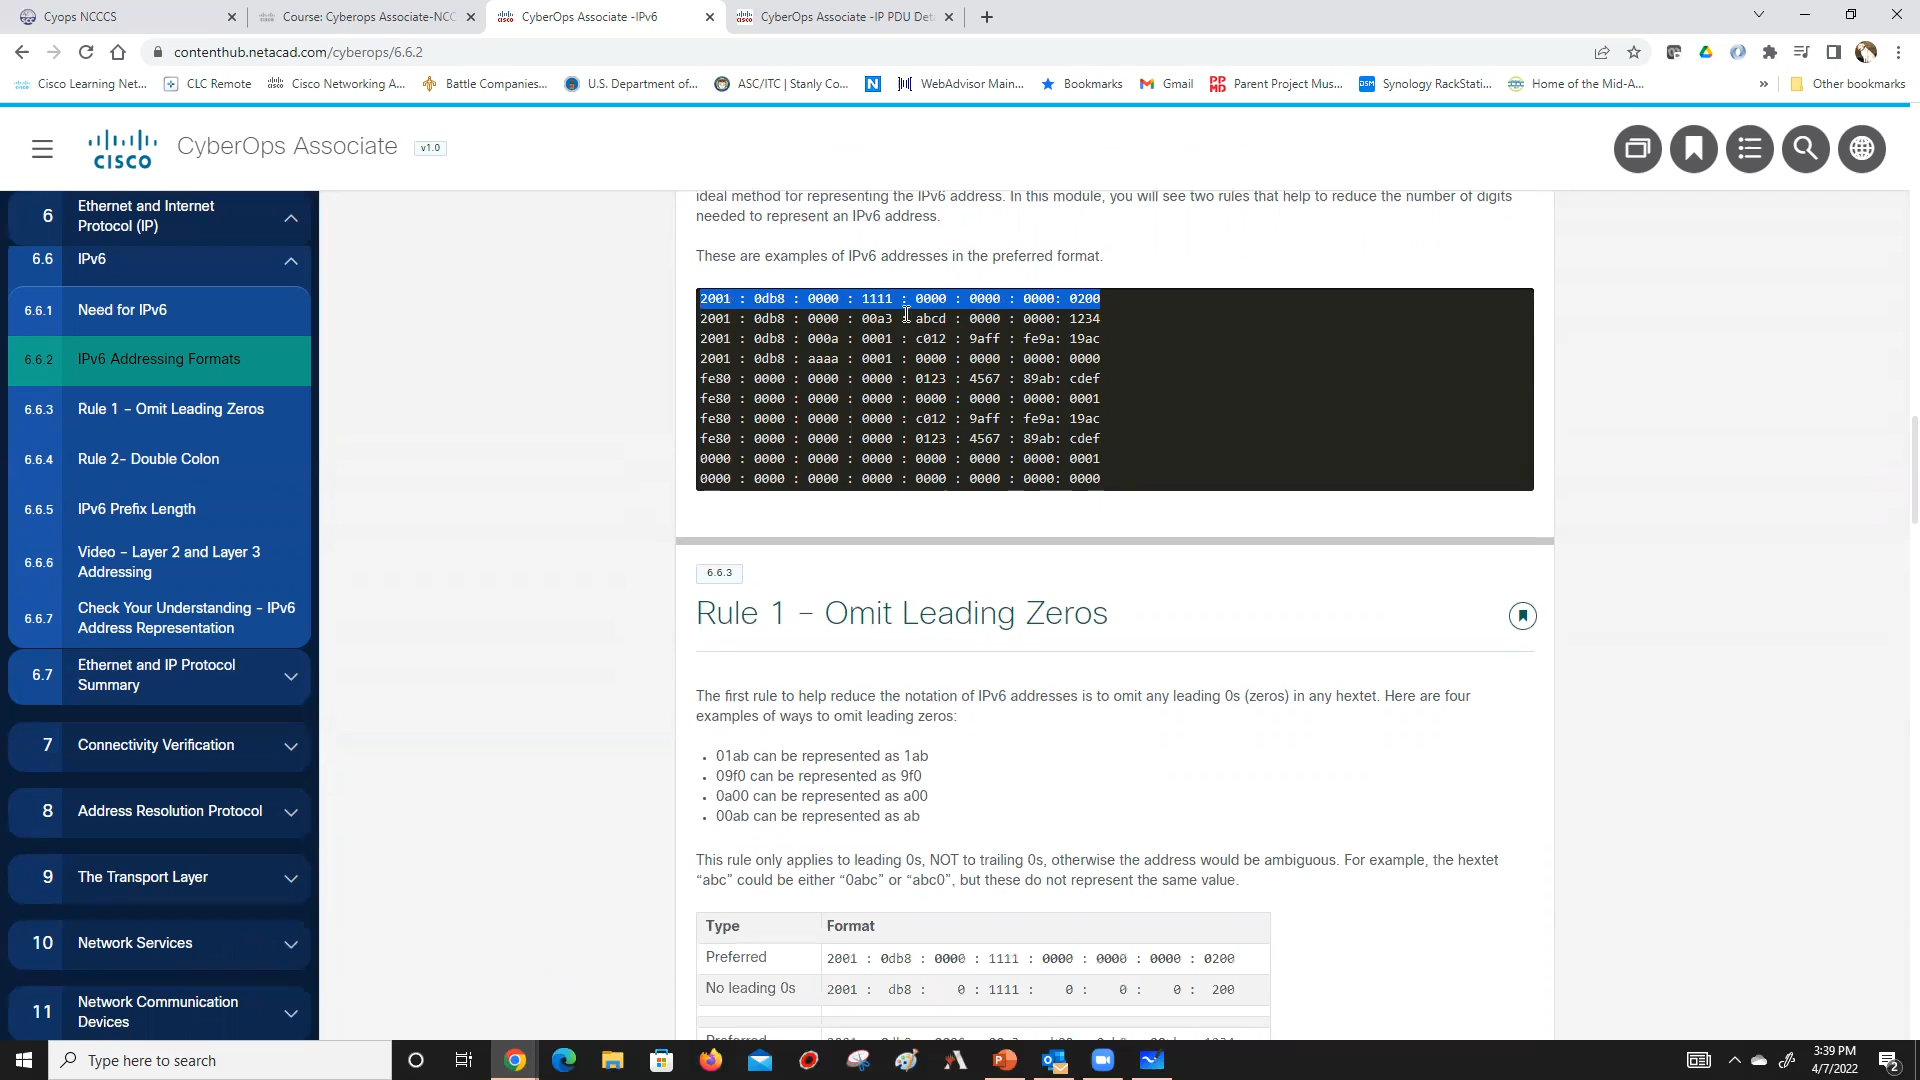 Cyops NCCCS
Course: Cyberops Associate-NCC
CyberOps Associate -IPv6
CyberOps Associate -IP PDU Det
contenthub.netacad.com/cyberops/6.6.2
Cisco Learning Net...
CLC Remote
Cisco Networking A...
Battle Companies...
U.S. Department of...
ASC/ITC | Stanly Co...
WebAdvisor Main...
Bookmarks
Gmail
Parent Project Mus...
Synology RackStati...
Home of the Mid-A...
»
Other bookmarks
CISCO
CyberOps Associate
v1.0
6
Ethernet and Internet
Protocol (IP)
6.6 IPv6
6.6.1 Need for IPv6
6.6.2 IPv6 Addressing Formats
6.6.3 Rule 1 – Omit Leading Zeros
6.6.4 Rule 2- Double Colon
6.6.5 IPv6 Prefix Length
6.6.6
Video – Layer 2 and Layer 3
Addressing
6.6.7
Check Your Understanding – IPv6
Address Representation
6.7
Ethernet and IP Protocol
Summary
7 Connectivity Verification
8 Address Resolution Protocol
9 The Transport Layer
10 Network Services
11
Network Communication
Devices
ideal method for representing the IPv6 address. In this module, you will see two rules that help to reduce the number of digits
needed to represent an IPv6 address.
These are examples of IPv6 addresses in the preferred format.
2001 : 0db8 : 0000 : 1111 : 0000 : 0000 : 0000: 0200
2001 : 0db8 : 0000 : 00a3 : abcd : 0000 : 0000: 1234
2001 : 0db8 : 000a : 0001 : c012 : 9aff : fe9a: 19ac
2001 : 0db8 : aaaa : 0001 : 0000 : 0000 : 0000: 0000
fe80 : 0000 : 0000 : 0000 : 0123 : 4567 : 89ab: cdef
fe80 : 0000 : 0000 : 0000 : 0000 : 0000 : 0000: 0001
fe80 : 0000 : 0000 : 0000 : c012 : 9aff : fe9a: 19ac
fe80 : 0000 : 0000 : 0000 : 0123 : 4567 : 89ab: cdef
0000 : 0000 : 0000 : 0000 : 0000 : 0000 : 0000: 0001
0000 : 0000 : 0000 : 0000 : 0000 : 0000 : 0000: 0000
6.6.3
Rule 1 – Omit Leading Zeros
The first rule to help reduce the notation of IPv6 addresses is to omit any leading 0s (zeros) in any hextet. Here are four
examples of ways to omit leading zeros:
• 01ab can be represented as 1ab
• 09f0 can be represented as 9f0
• 0a00 can be represented as a00
• 00ab can be represented as ab
This rule only applies to leading 0s, NOT to trailing 0s, otherwise the address would be ambiguous. For example, the hextet
“abc” could be either “0abc” or “abc0”, but these do not represent the same value.
Type Format
Preferred 2001 : 0db8 : 0000 : 1111 : 0000 : 0000 : 0000 : 0200
No leading 0s 2001 : db8 : 0 : 1111 : 0 : 0 : 0 : 200
Type here to search
3:39 PM
4/7/2022
2